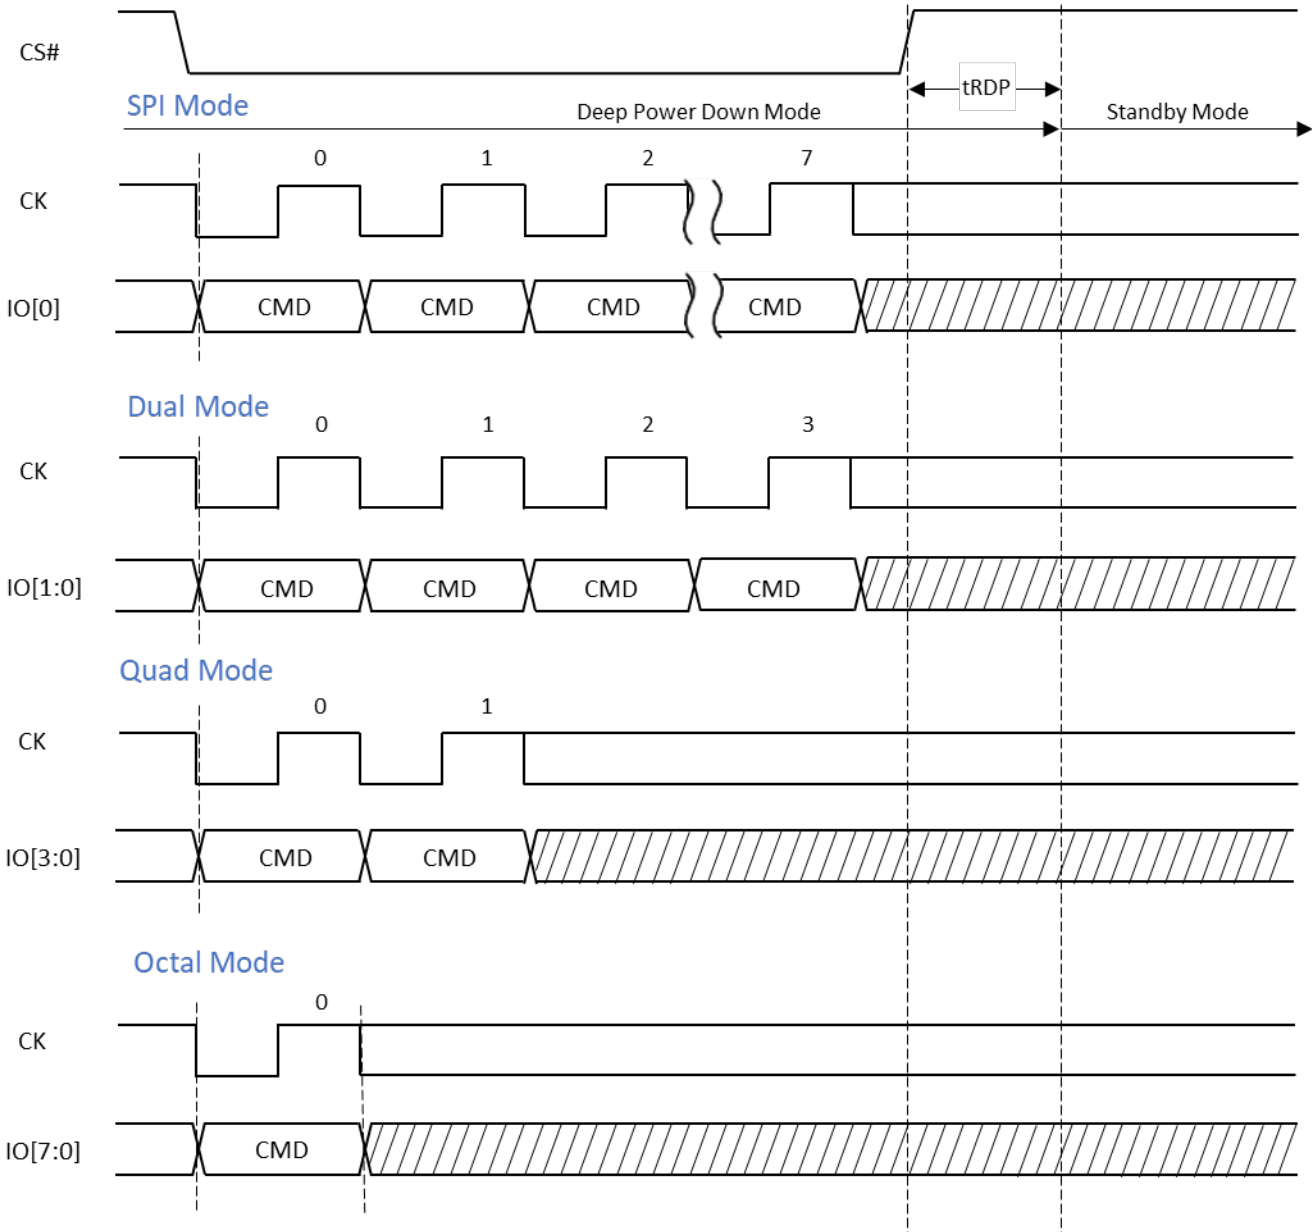 CS#
tRDP
SPI Mode
Deep Power Down Mode
Standby Mode
0 1 2 7
CK
IO[0]
CMD CMD CMD CMD
Dual Mode
0 1 2 3
CK
IO[1:0]
CMD CMD CMD CMD
Quad Mode
0 1
CK
IO[3:0]
CMD CMD
Octal Mode
0
CK
IO[7:0]
CMD